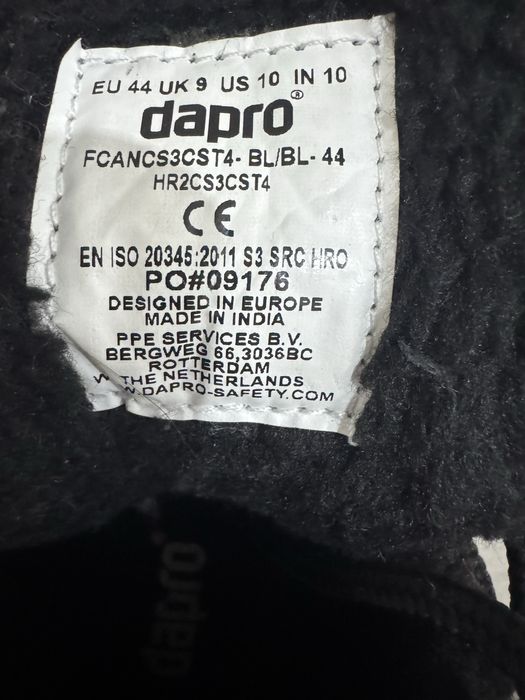 EU 44 UK 9 US 10 IN 10
dapro®
FCANCS3CST4- BL/BL- 44
HR2CS3CST4
CE
EN ISO 20345:2011 S3 SRC HRO
PO#09176
DESIGNED IN EUROPE
MADE IN INDIA
PPE SERVICES B.V.
BERGWEG 66,3036BC
ROTTERDAM
THE NETHERLANDS
W.DAPRO-SAFETY.COM
dapro